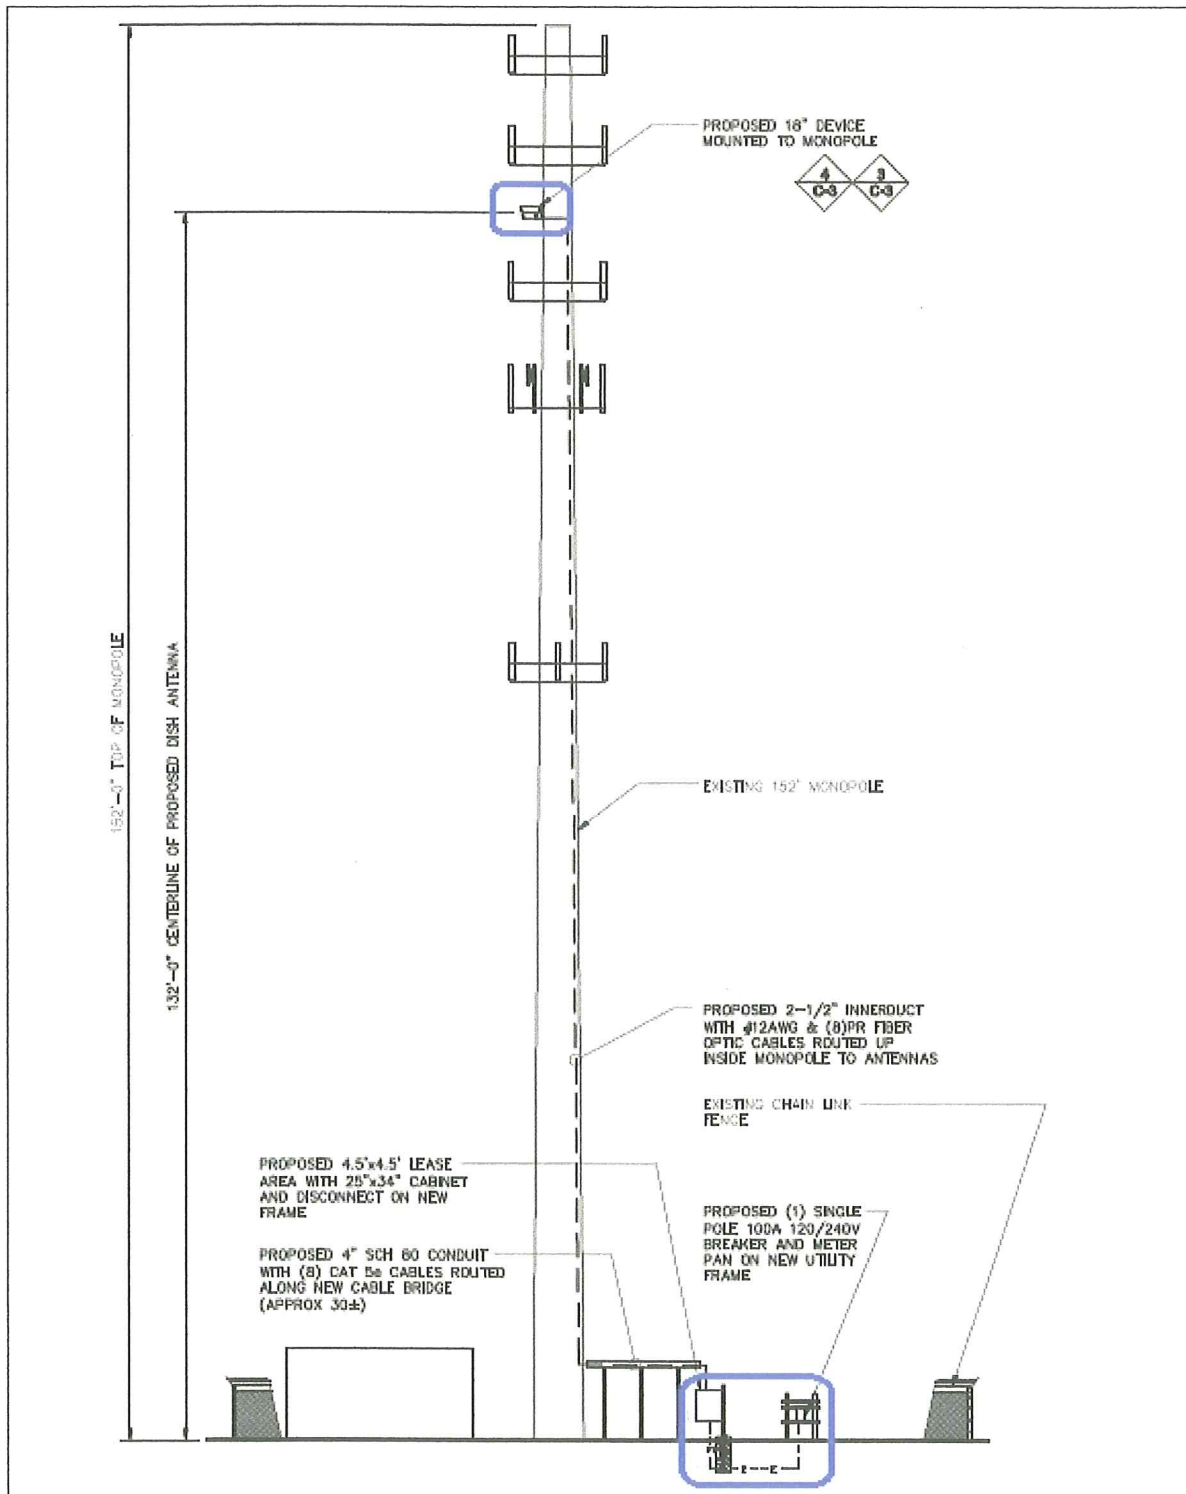 PROPOSED 18" DEVICE
MOUNTED TO MONOPOLE
4
C-3
3
C-3
152'-0" TOP OF MONOPOLE
132'-0" CENTERLINE OF PROPOSED DISH ANTENNA
EXISTING 152' MONOPOLE
PROPOSED 2-1/2" INNERDUCT
WITH #12AWG & (8)PR FIBER
OPTIC CABLES ROUTED UP
INSIDE MONOPOLE TO ANTENNAS
EXISTING CHAIN LINK
FENCE
PROPOSED 4.5'x4.5' LEASE
AREA WITH 25"x34" CABINET
AND DISCONNECT ON NEW
FRAME
PROPOSED (1) SINGLE
POLE 100A 120/240V
BREAKER AND METER
PAN ON NEW UTILITY
FRAME
PROPOSED 4" SCH 80 CONDUIT
WITH (8) CAT 5e CABLES ROUTED
ALONG NEW CABLE BRIDGE
(APPROX 30±)
E
E